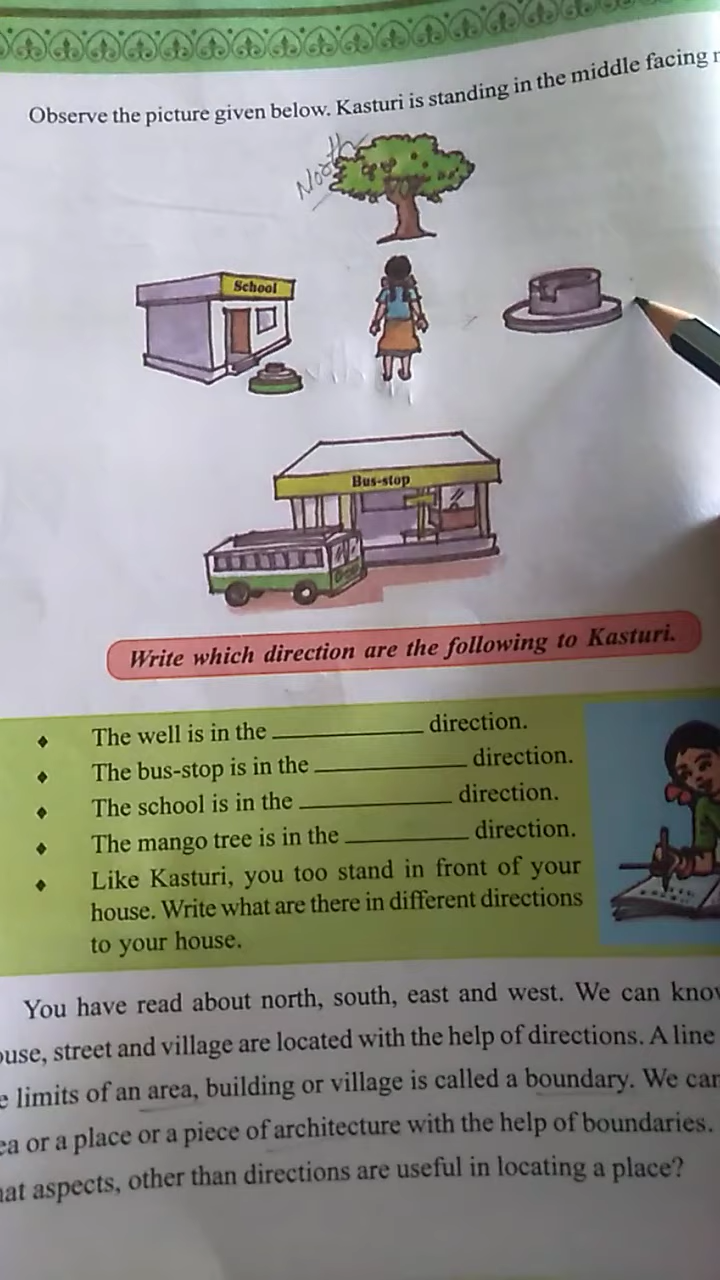 Observe the picture given below. Kasturi is standing in the middle facing
North
School
Bus-stop
Write which direction are the following to Kasturi.
♦ The well is in the ____________ direction.
♦ The bus-stop is in the ____________ direction.
♦ The school is in the ____________ direction.
♦ The mango tree is in the __________ direction.
♦ Like Kasturi, you too stand in front of your
house. Write what are there in different directions
to your house.
You have read about north, south, east and west. We can
street and village are located with the help of directions. A line
limits of an area, building or village is called a boundary. We
or a place or a piece of architecture with the help of boundaries.
aspects, other than directions are useful in locating a place?